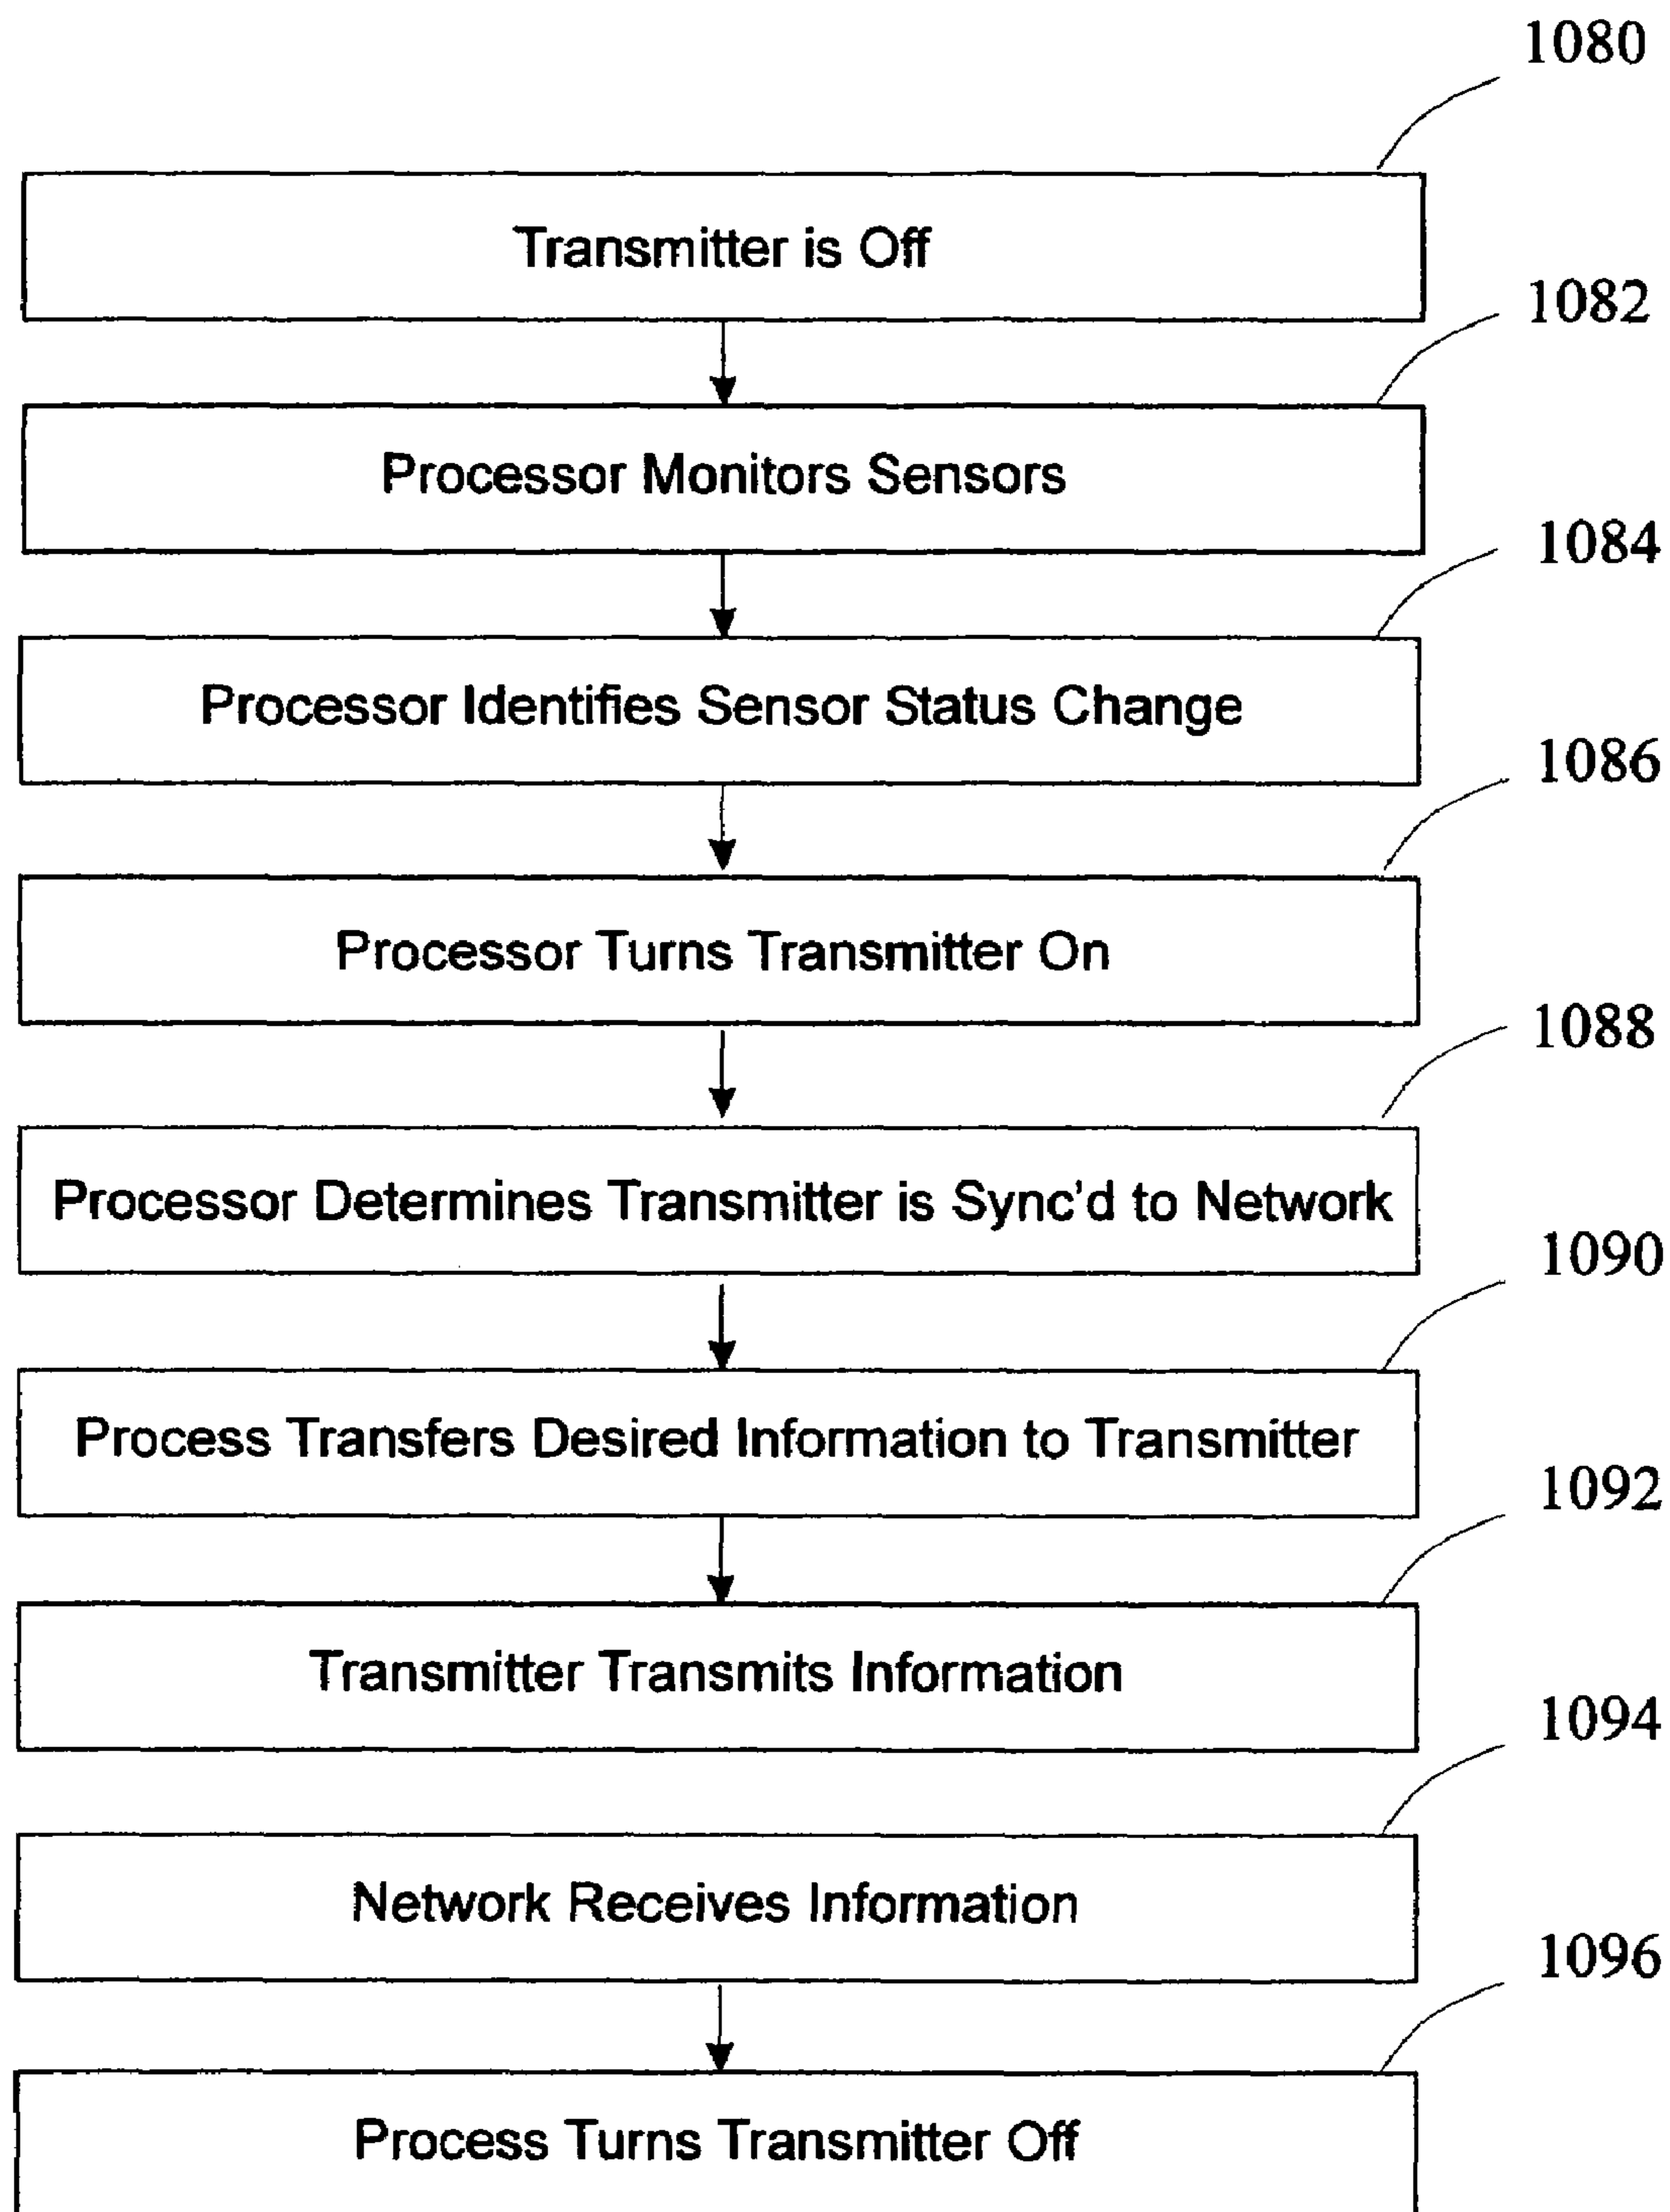 1080
Transmitter is Off
1082
Processor Monitors Sensors
1084
Processor Identifies Sensor Status Change
1086
Processor Turns Transmitter On
1088
Processor Determines Transmitter is Sync'd to Network
1090
Process Transfers Desired Information to Transmitter
1092
Transmitter Transmits Information
1094
Network Receives Information
1096
Process Turns Transmitter Off